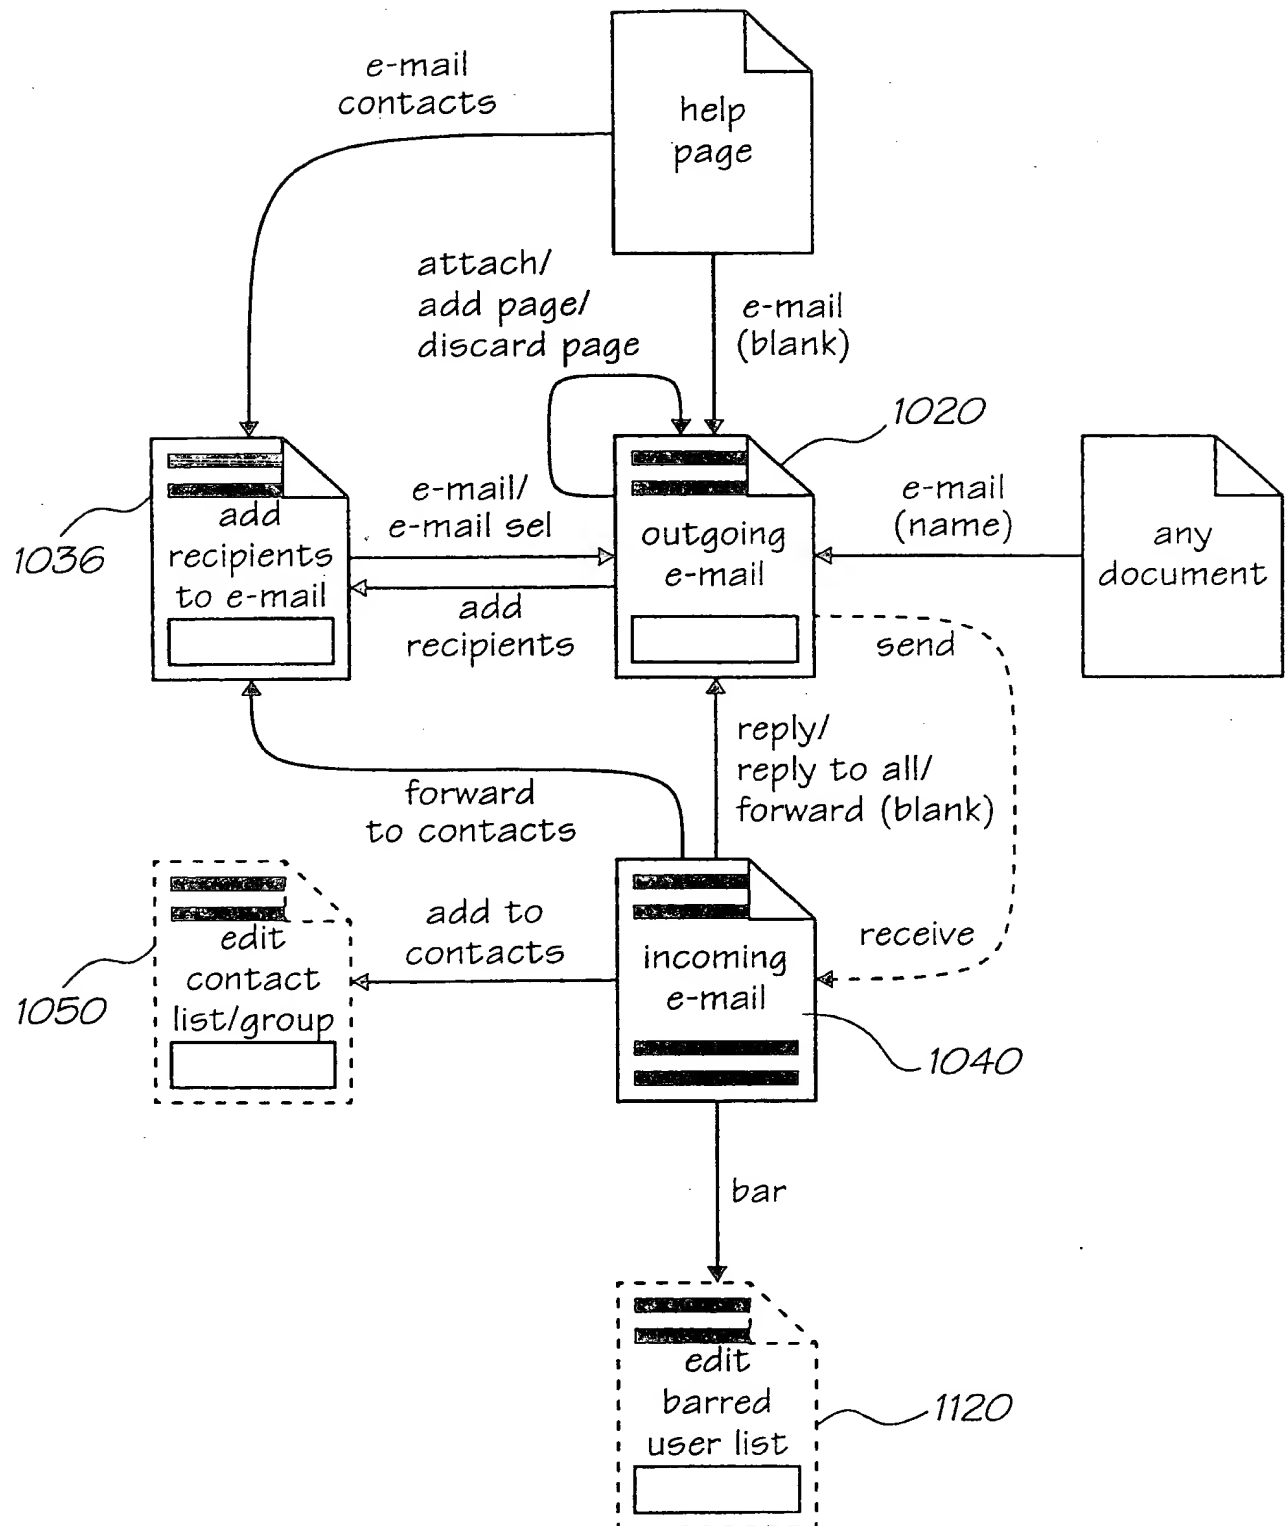 e-mail
contacts
help
page
attach/
add page/
discard page
e-mail
(blank)
1020
1036
add
recipients
to e-mail
e-mail/
e-mail sel
add
recipients
outgoing
e-mail
e-mail
(name)
any
document
send
forward
to contacts
reply/
reply to all/
forward (blank)
receive
1050
edit
contact
list/group
add to
contacts
incoming
e-mail
1040
bar
edit
barred
user list
1120